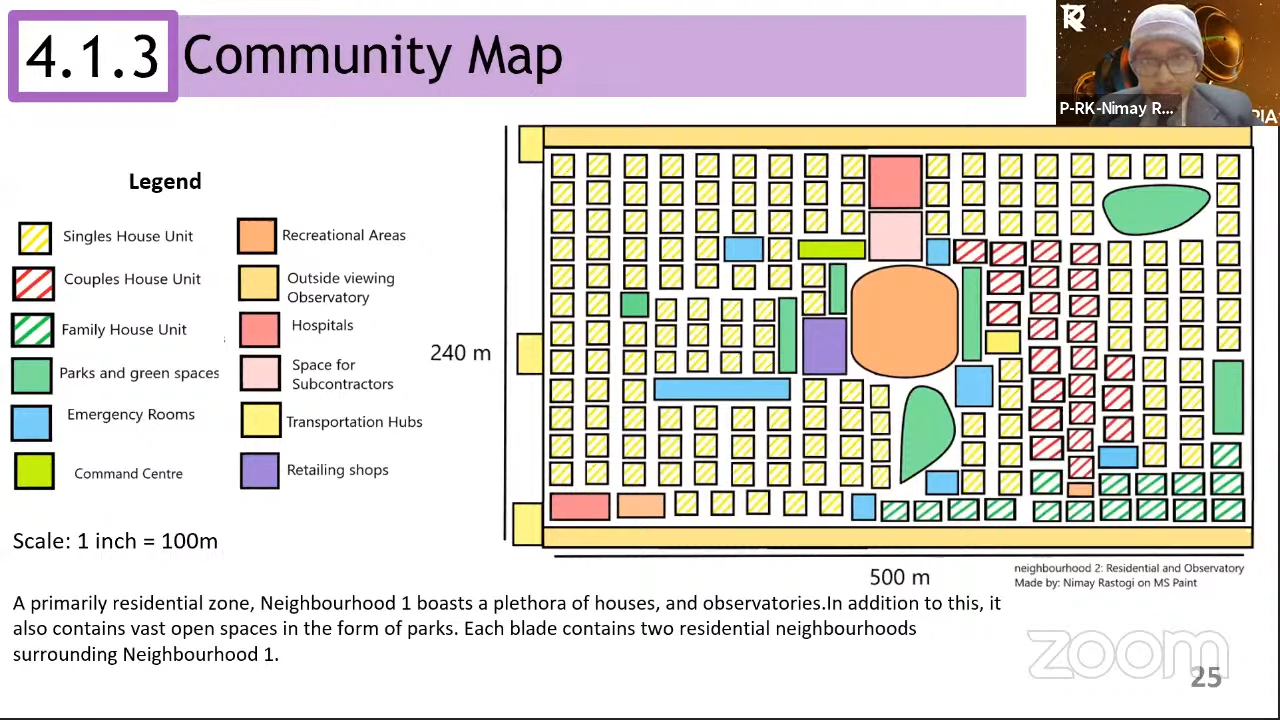 4.1.3 Community Map
P-RK-Nimay R...
PIA
Legend
Singles House Unit
Couples House Unit
Family House Unit
Parks and green spaces
Emergency Rooms
Command Centre
Recreational Areas
Outside viewing
Observatory
Hospitals
Space for
Subcontractors
Transportation Hubs
Retailing shops
240 m
500 m
neighbourhood 2: Residential and Observatory
Made by: Nimay Rastogi on MS Paint
Scale: 1 inch = 100m
A primarily residential zone, Neighbourhood 1 boasts a plethora of houses, and observatories.In addition to this, it
also contains vast open spaces in the form of parks. Each blade contains two residential neighbourhoods
surrounding Neighbourhood 1.
zoom
25